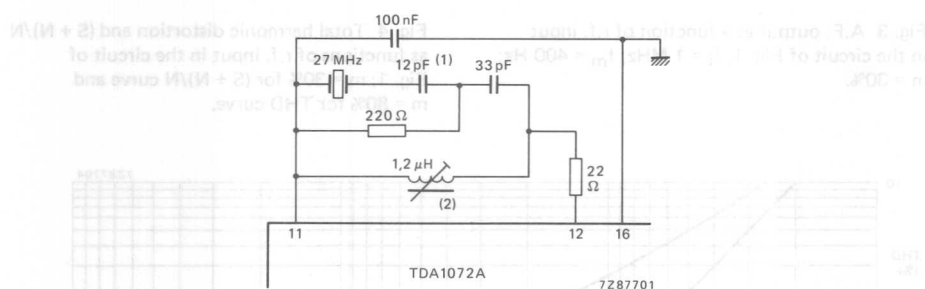 100 nF
27 MHz
12 pF (1)
33 pF
220 Ω
1,2 μH
(2)
22
Ω
11
12
16
TDA1072A
7Z87701